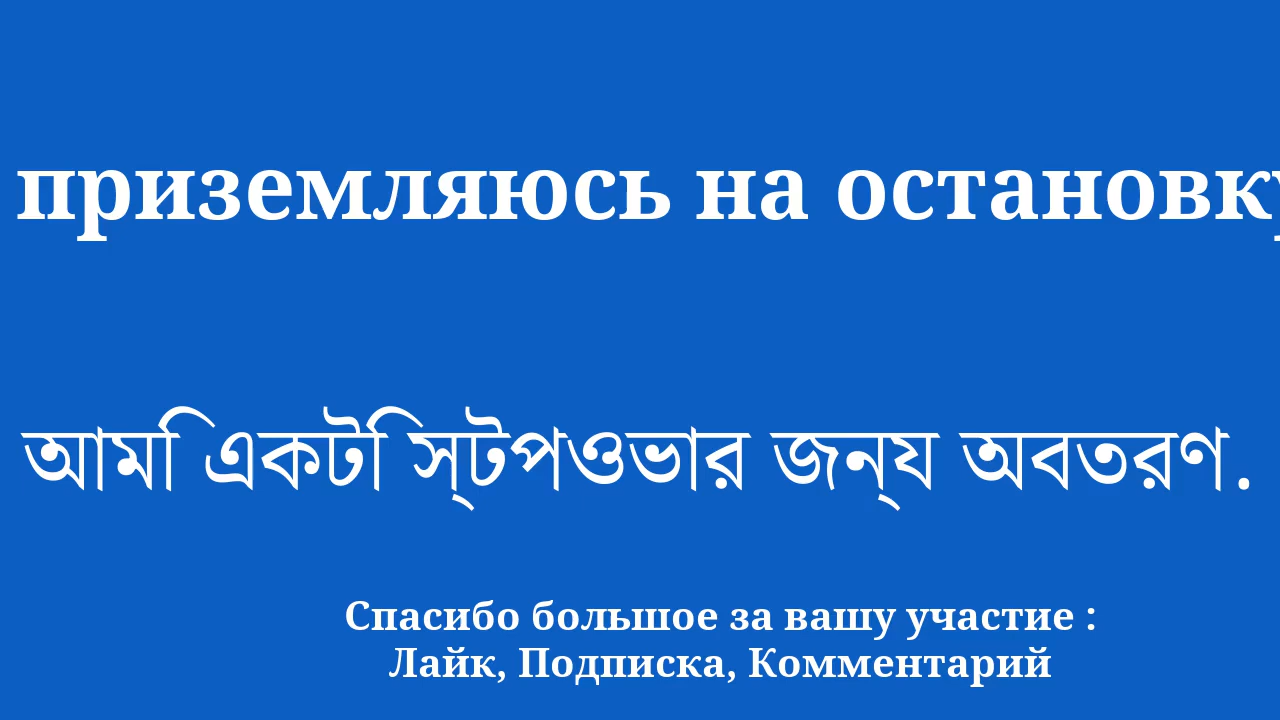 приземляюсь на остановку
আমি একটি স্টপওভার জন্য অবতরণ.
Спасибо большое за вашу участие :
Лайк, Подписка, Комментарий